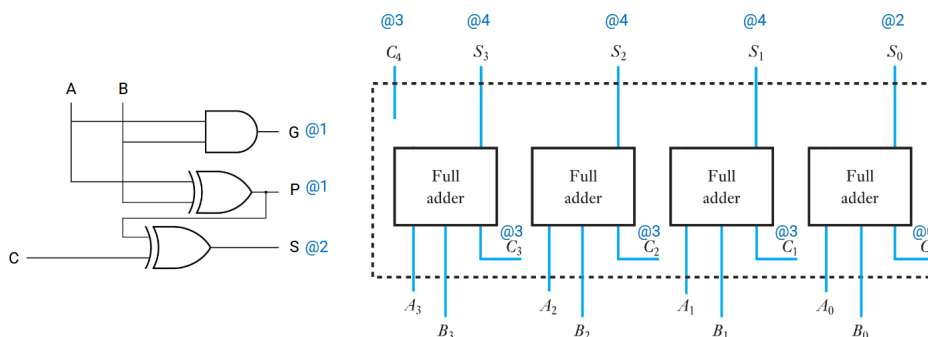 @3 @4 @4 @4 @2
C₄ S₃ S₂ S₁ S₀
A B
G @1
P @1
S @2
C
Full adder
Full adder
Full adder
Full adder
@3 @3 @3
C₃ C₂ C₁ C
A₃ A₂ A₁ A₀
B₃ B₂ B₁ B₀